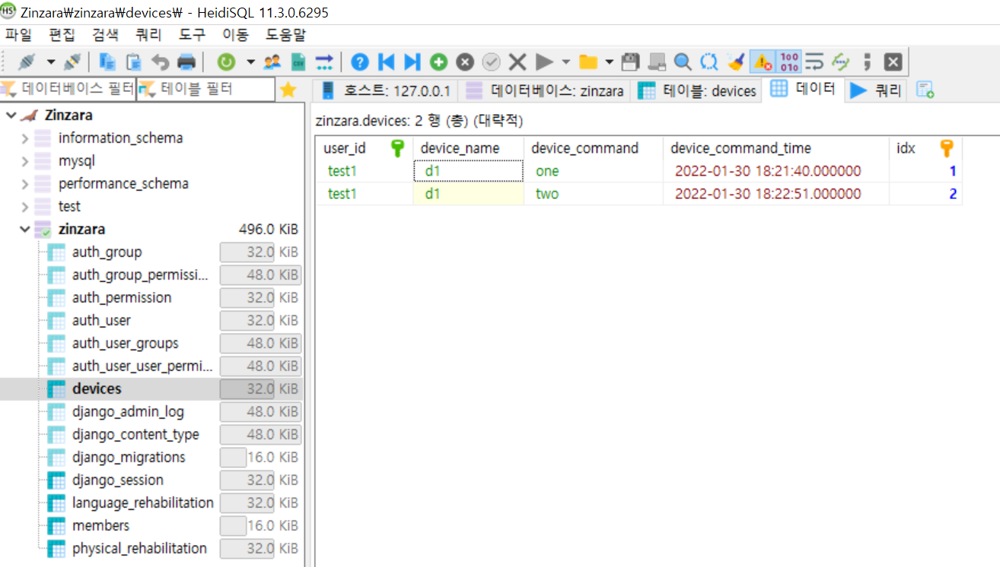 HS Zinzara₩zinzara₩devices₩ - HeidiSQL 11.3.0.6295
파일 편집 검색 쿼리 도구 이동 도움말
데이터베이스 필터 테이블 필터 호스트: 127.0.0.1 데이터베이스: zinzara 테이블: devices 데이터 쿼리
Zinzara
information_schema
mysql
performance_schema
test
zinzara 496.0 KiB
auth_group 32.0 KiB
auth_group_permissi... 48.0 KiB
auth_permission 32.0 KiB
auth_user 32.0 KiB
auth_user_groups 48.0 KiB
auth_user_user_permi... 48.0 KiB
devices 32.0 KiB
django_admin_log 48.0 KiB
django_content_type 48.0 KiB
django_migrations 16.0 KiB
django_session 32.0 KiB
language_rehabilitation 32.0 KiB
members 16.0 KiB
physical_rehabilitation 32.0 KiB
zinzara.devices: 2 행 (총) (대략적)
user_id device_name device_command device_command_time idx
test1 d1 one 2022-01-30 18:21:40.000000 1
test1 d1 two 2022-01-30 18:22:51.000000 2